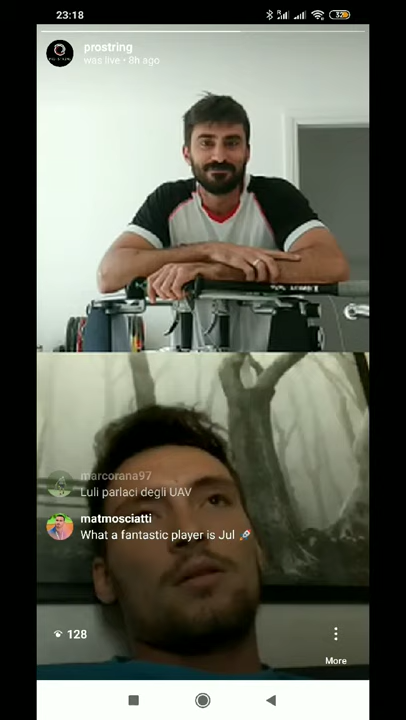 23:18
32
prostring
was live • 8h ago
marcorana97
Luli parlaci degli UAV
matmosciatti
What a fantastic player is Jul 🚀
128
More